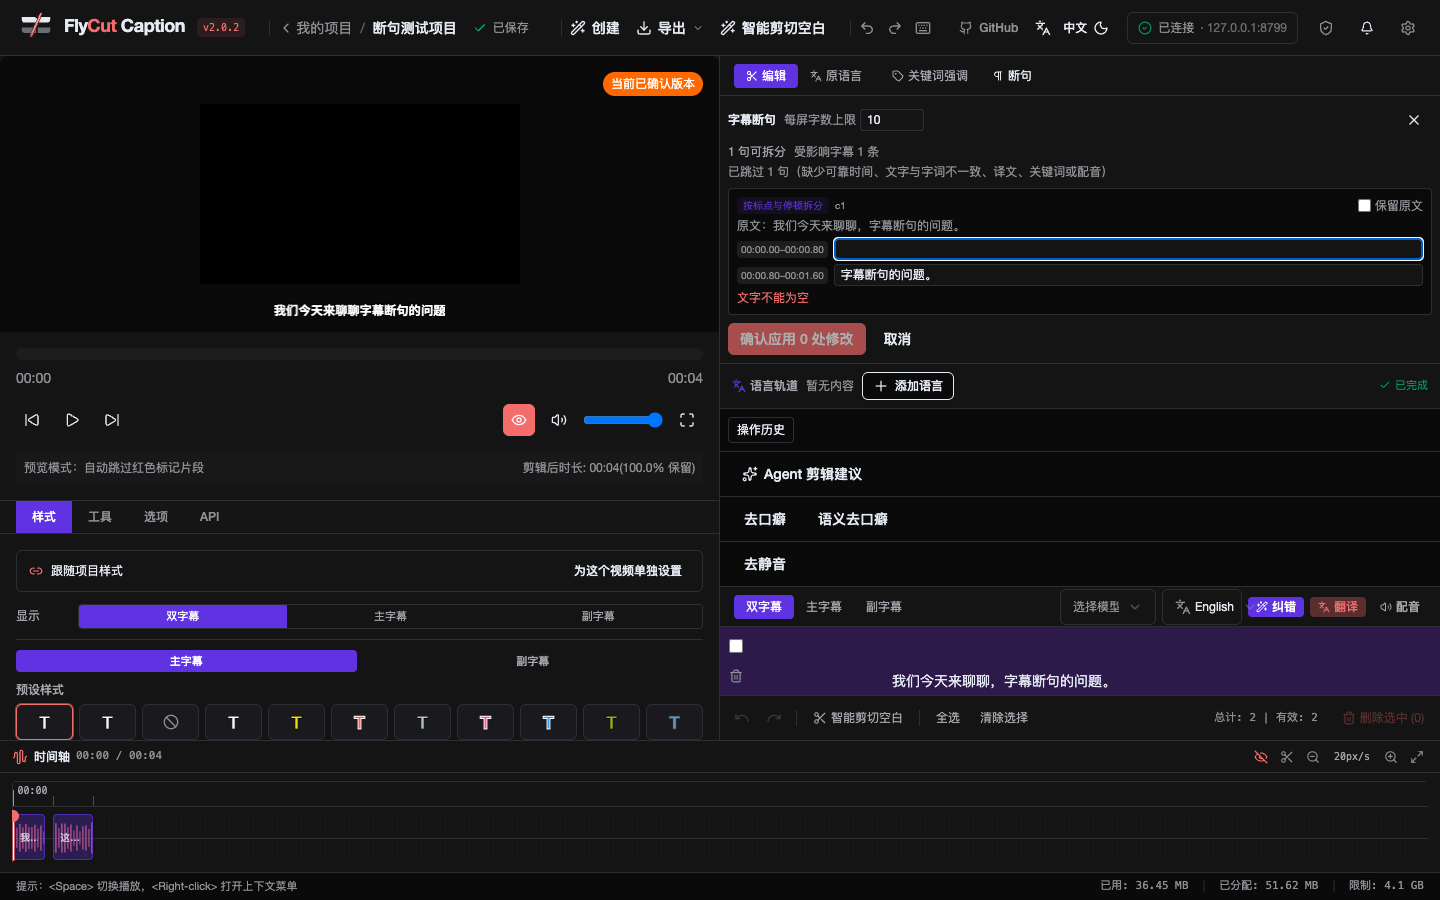 FlyCut Caption v2.0.2 我的项目 / 断句测试项目 已保存 创建 导出 智能剪切空白 GitHub 中文 已连接 · 127.0.0.1:8799
当前已确认版本
我们今天来聊聊字幕断句的问题
00:00 00:04
预览模式：自动跳过红色标记片段 剪辑后时长: 00:04(100.0% 保留)
样式 工具 选项 API
跟随项目样式 为这个视频单独设置
显示 双字幕 主字幕 副字幕
主字幕 副字幕
预设样式
T T T T T T T T T T
编辑 原语言 关键词强调 断句
字幕断句 每屏字数上限 10
1 句可拆分 受影响字幕 1 条
已跳过 1 句（缺少可靠时间、文字与字词不一致、译文、关键词或配音）
按标点与停顿拆分 c1 保留原文
原文：我们今天来聊聊，字幕断句的问题。
00:00.00–00:00.80
00:00.80–00:01.60 字幕断句的问题。
文字不能为空
确认应用 0 处修改 取消
语言轨道 暂无内容 添加语言 已完成
操作历史
Agent 剪辑建议
去口癖 语义去口癖
去静音
双字幕 主字幕 副字幕 选择模型 English 纠错 翻译 配音
我们今天来聊聊，字幕断句的问题。
智能剪切空白 全选 清除选择 总计: 2 | 有效: 2 删除选中 (0)
时间轴 00:00 / 00:04 20px/s
00:00
我... 这...
提示：<Space> 切换播放，<Right-click> 打开上下文菜单 已用: 36.45 MB 已分配: 51.62 MB 限制: 4.1 GB